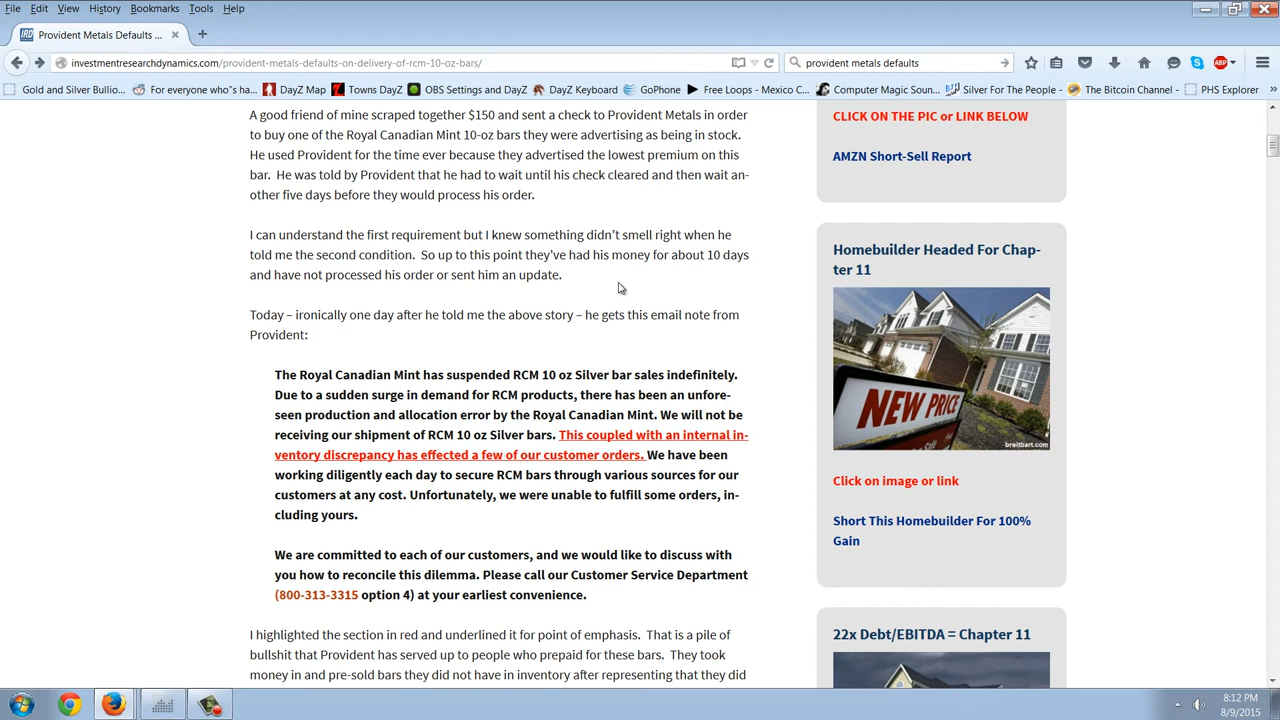 File Edit View History Bookmarks Tools Help
IRD Provident Metals Defaults ... × +
investmentresearchdynamics.com/provident-metals-defaults-on-delivery-of-rcm-10-oz-bars/
provident metals defaults
ABP
Gold and Silver Bullio... For everyone who"s ha... DayZ Map Towns DayZ OBS Settings and DayZ DayZ Keyboard GoPhone Free Loops - Mexico C... Computer Magic Soun... Silver For The People - The Bitcoin Channel - PHS Explorer »
A good friend of mine scraped together $150 and sent a check to Provident Metals in order
to buy one of the Royal Canadian Mint 10-oz bars they were advertising as being in stock.
He used Provident for the time ever because they advertised the lowest premium on this
bar. He was told by Provident that he had to wait until his check cleared and then wait an-
other five days before they would process his order.
I can understand the first requirement but I knew something didn't smell right when he
told me the second condition. So up to this point they've had his money for about 10 days
and have not processed his order or sent him an update.
Today – ironically one day after he told me the above story – he gets this email note from
Provident:
The Royal Canadian Mint has suspended RCM 10 oz Silver bar sales indefinitely.
Due to a sudden surge in demand for RCM products, there has been an unfore-
seen production and allocation error by the Royal Canadian Mint. We will not be
receiving our shipment of RCM 10 oz Silver bars. This coupled with an internal in-
ventory discrepancy has effected a few of our customer orders. We have been
working diligently each day to secure RCM bars through various sources for our
customers at any cost. Unfortunately, we were unable to fulfill some orders, in-
cluding yours.
We are committed to each of our customers, and we would like to discuss with
you how to reconcile this dilemma. Please call our Customer Service Department
(800-313-3315 option 4) at your earliest convenience.
I highlighted the section in red and underlined it for point of emphasis. That is a pile of
bullshit that Provident has served up to people who prepaid for these bars. They took
money in and pre-sold bars they did not have in inventory after representing that they did
CLICK ON THE PIC or LINK BELOW
AMZN Short-Sell Report
Homebuilder Headed For Chap-
ter 11
NEW PRICE
breitbart.com
Click on image or link
Short This Homebuilder For 100%
Gain
22x Debt/EBITDA = Chapter 11
8:12 PM
8/9/2015